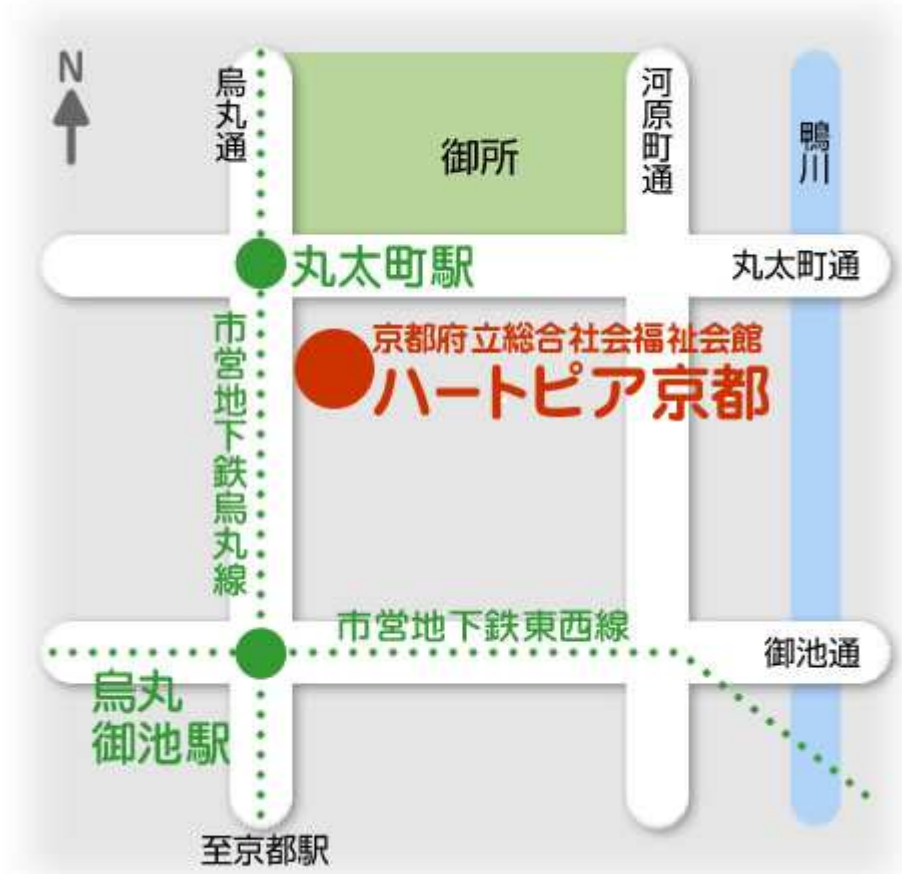 N
烏丸通
御所
河原町通
鴨川
丸太町駅
丸太町通
京都府立総合社会福祉会館
ハートピア京都
市営地下鉄烏丸線
市営地下鉄東西線
御池通
烏丸
御池駅
至京都駅